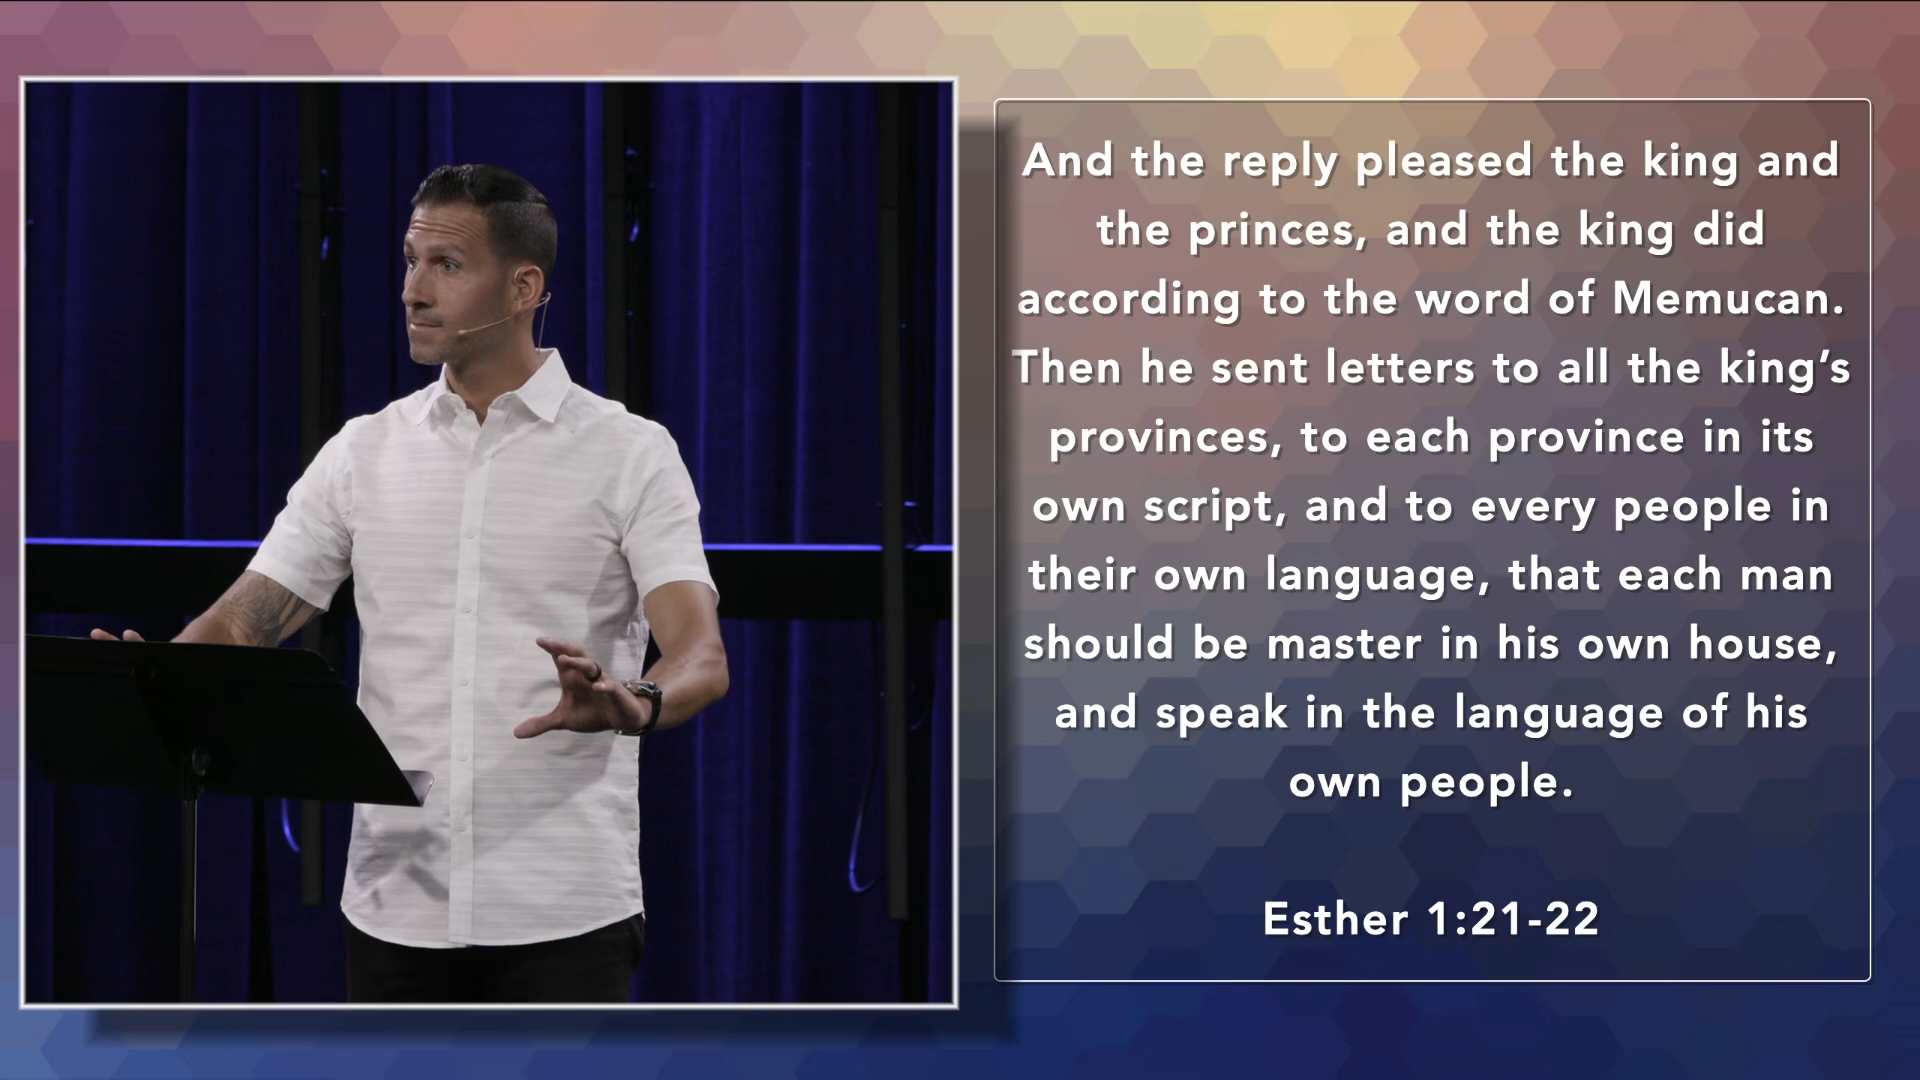 And the reply pleased the king and
the princes, and the king did
according to the word of Memucan.
Then he sent letters to all the king’s
provinces, to each province in its
own script, and to every people in
their own language, that each man
should be master in his own house,
and speak in the language of his
own people.
Esther 1:21-22